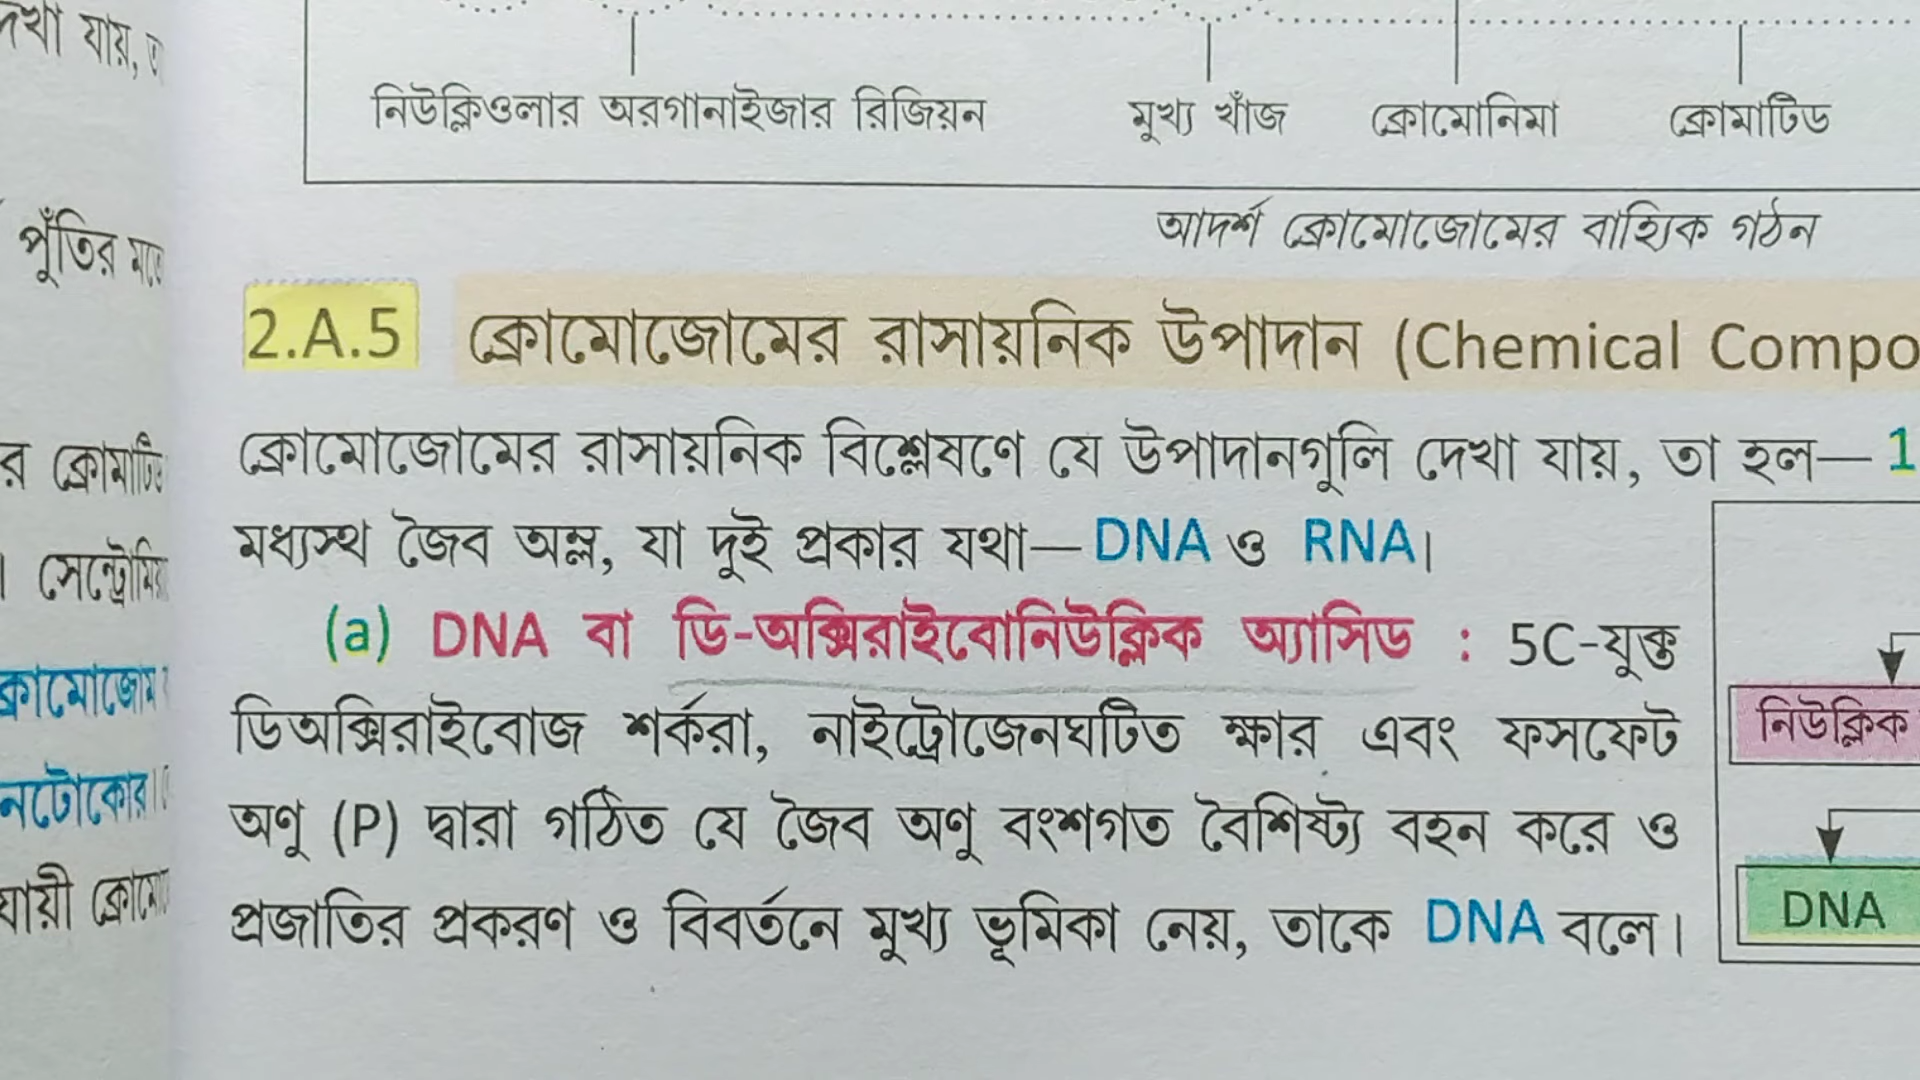 দেখা যায়,
নিউক্লিওলার অরগানাইজার রিজিয়ন মুখ্য খাঁজ ক্রোমোনিমা ক্রোমাটিড
আদর্শ ক্রোমোজোমের বাহ্যিক গঠন
পুঁতির
2.A.5 ক্রোমোজোমের রাসায়নিক উপাদান (Chemical Compo
ক্রোমোজোমের রাসায়নিক বিশ্লেষণে যে উপাদানগুলি দেখা যায়, তা হল— 1
মধ্যস্থ জৈব অম্ল, যা দুই প্রকার যথা—DNA ও RNA।
(a) DNA বা ডি-অক্সিরাইবোনিউক্লিক অ্যাসিড : 5C-যুক্ত
ডিঅক্সিরাইবোজ শর্করা, নাইট্রোজেনঘটিত ক্ষার এবং ফসফেট
অণু (P) দ্বারা গঠিত যে জৈব অণু বংশগত বৈশিষ্ট্য বহন করে ও
প্রজাতির প্রকরণ ও বিবর্তনে মুখ্য ভূমিকা নেয়, তাকে DNA বলে।
নিউক্লিক
DNA